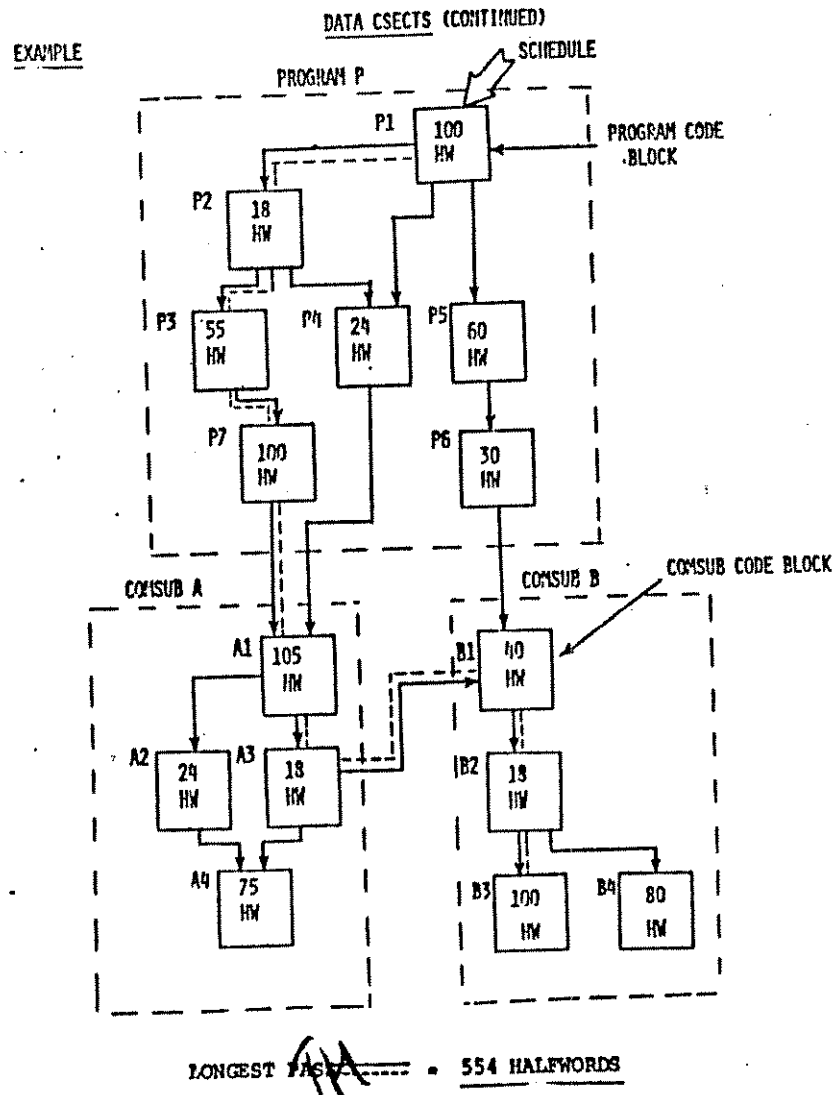 DATA CSECTS (CONTINUED)
EXAMPLE
SCHEDULE
PROGRAM P
P1
100
HW
PROGRAM CODE
BLOCK
P2
18
HW
P3
55
HW
P4
24
HW
P5
60
HW
P7
100
HW
P6
30
HW
COMSUB A
COMSUB B
COMSUB CODE BLOCK
A1
105
HW
B1
40
HW
A2
24
HW
A3
18
HW
B2
18
HW
A4
75
HW
B3
100
HW
B4
80
HW
LONGEST = 554 HALFWORDS